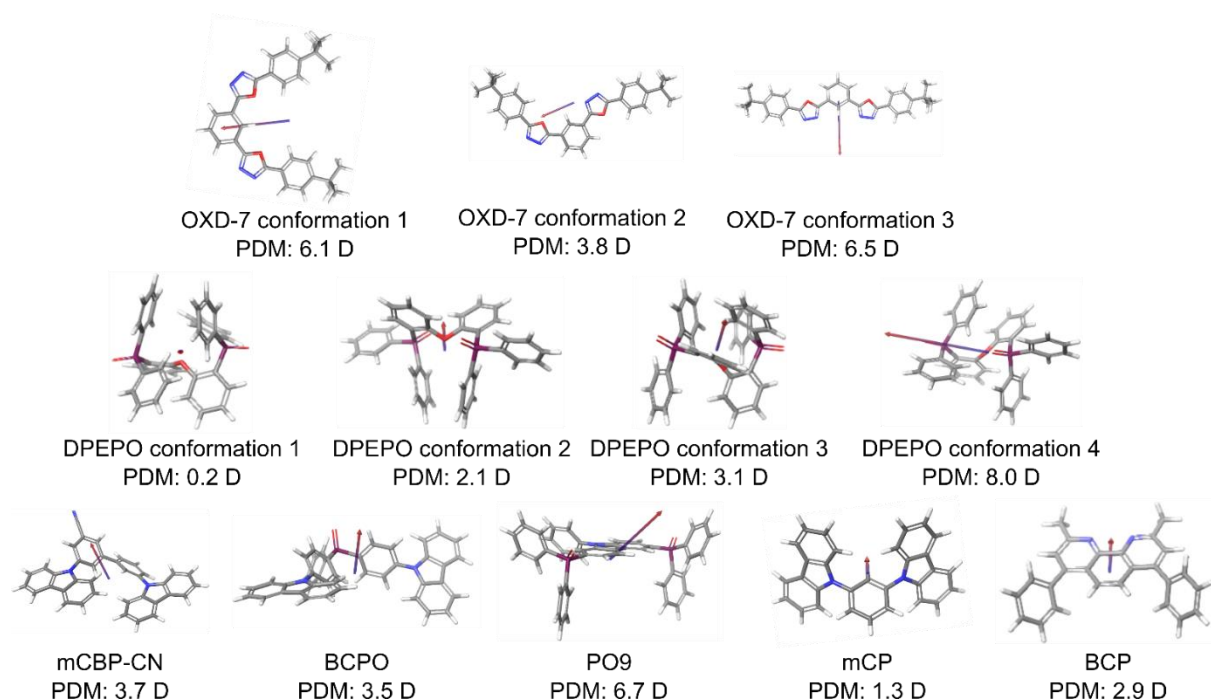 OXD-7 conformation 1
PDM: 6.1 D
OXD-7 conformation 2
PDM: 3.8 D
OXD-7 conformation 3
PDM: 6.5 D
DPEPO conformation 1
PDM: 0.2 D
DPEPO conformation 2
PDM: 2.1 D
DPEPO conformation 3
PDM: 3.1 D
DPEPO conformation 4
PDM: 8.0 D
mCBP-CN
PDM: 3.7 D
BCPO
PDM: 3.5 D
PO9
PDM: 6.7 D
mCP
PDM: 1.3 D
BCP
PDM: 2.9 D